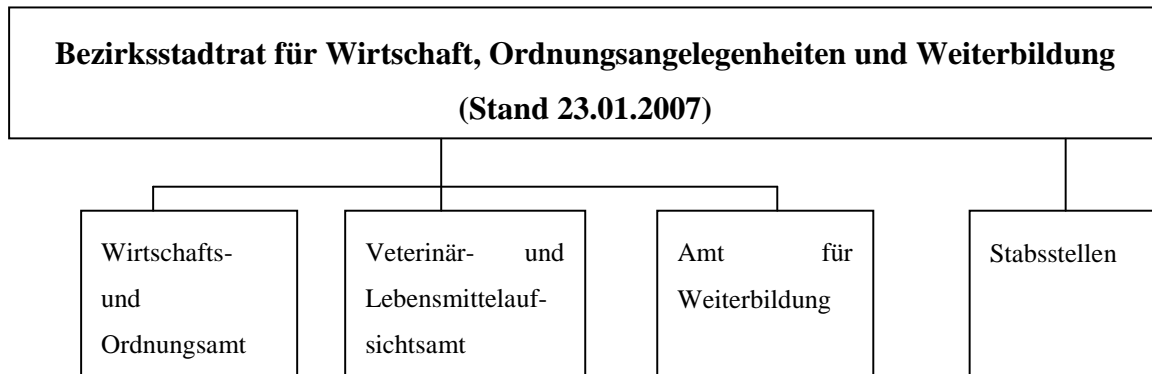 Bezirksstadtrat für Wirtschaft, Ordnungsangelegenheiten und Weiterbildung
(Stand 23.01.2007)
Wirtschafts-
und
Ordnungsamt
Veterinär- und
Lebensmittelauf-
sichtsamt
Amt für
Weiterbildung
Stabsstellen